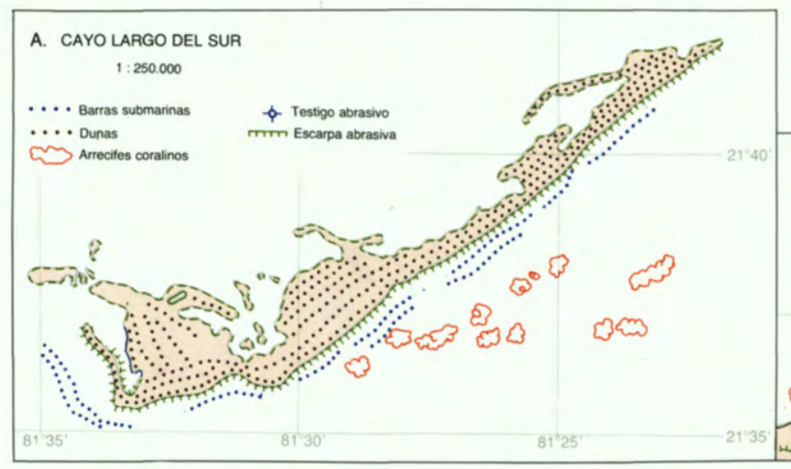 A. CAYO LARGO DEL SUR
1 : 250.000
Barras submarinas
Dunas
Arrecifes coralinos
Testigo abrasivo
Escarpa abrasiva
21°40'
21°35'
81°35'
81°30'
81°25'